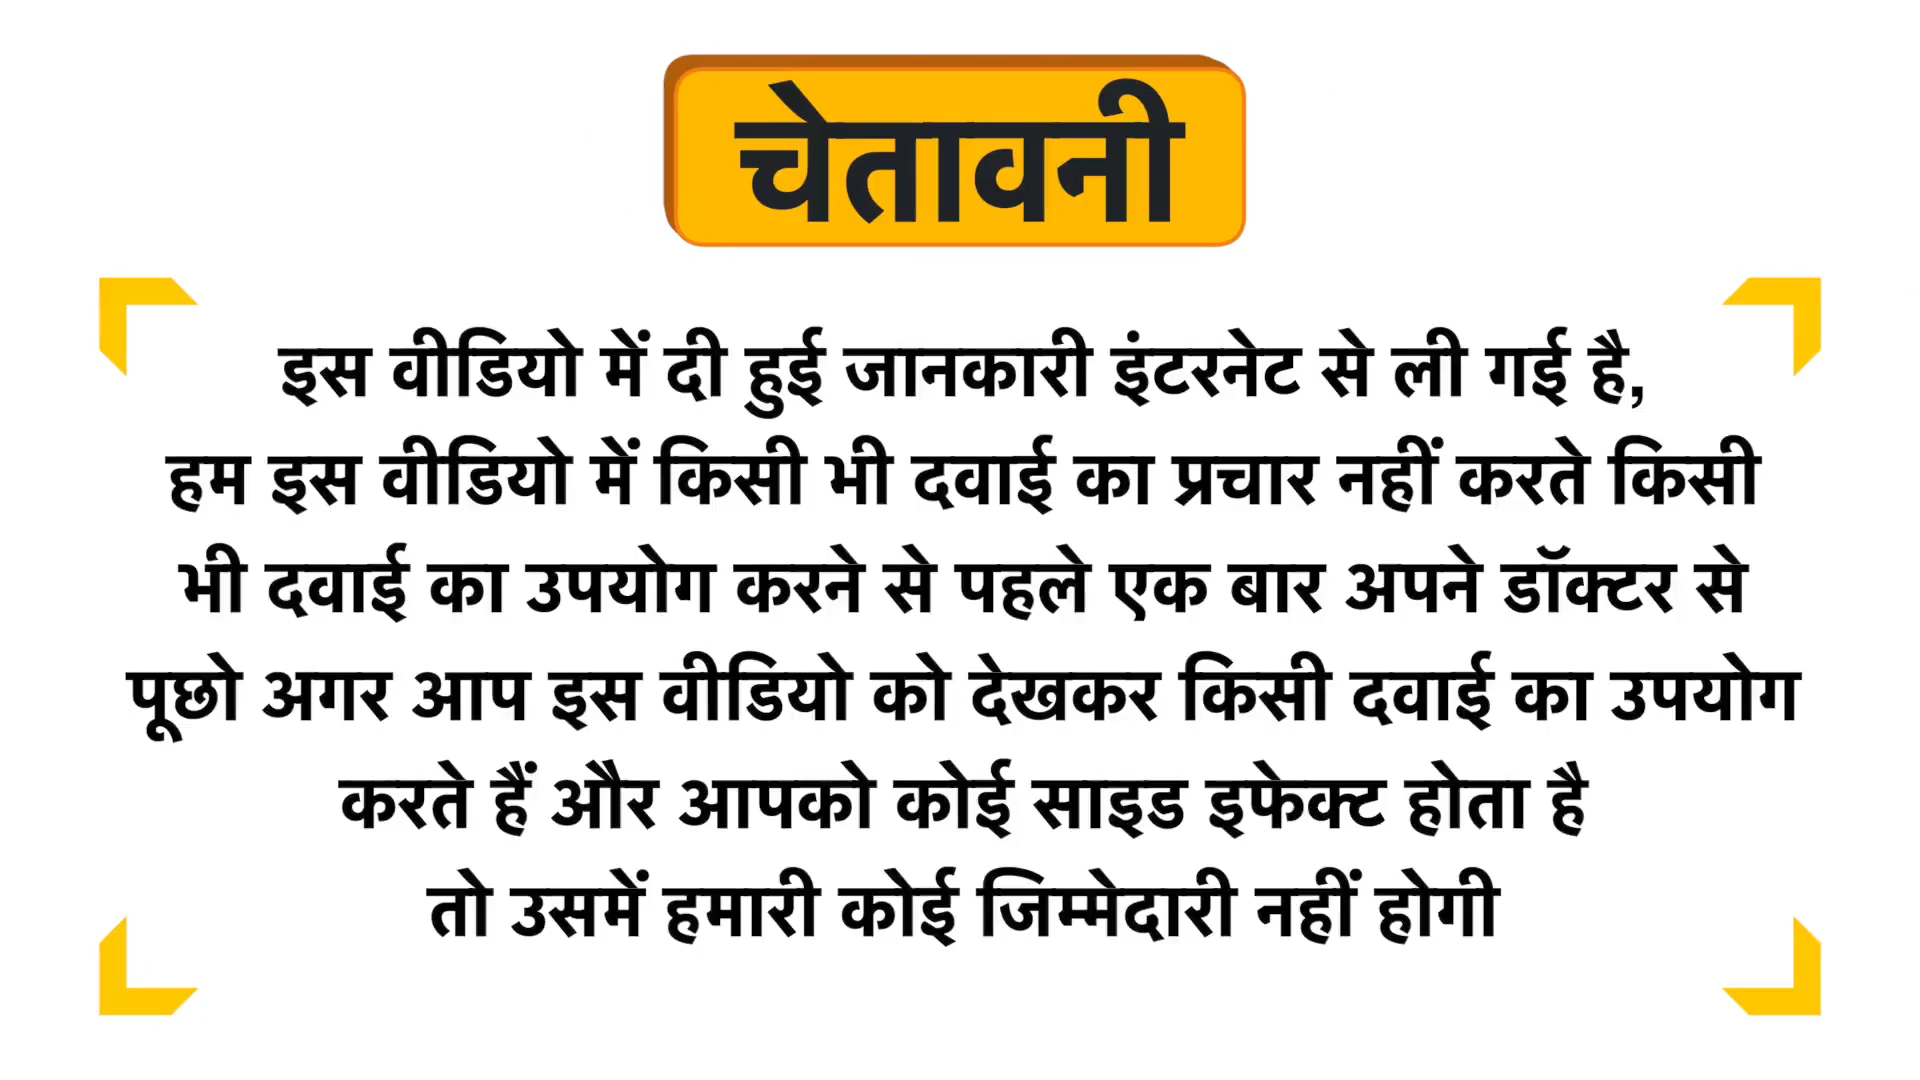 चेतावनी
इस वीडियो में दी हुई जानकारी इंटरनेट से ली गई है,
हम इस वीडियो में किसी भी दवाई का प्रचार नहीं करते किसी
भी दवाई का उपयोग करने से पहले एक बार अपने डॉक्टर से
पूछो अगर आप इस वीडियो को देखकर किसी दवाई का उपयोग
करते हैं और आपको कोई साइड इफेक्ट होता है
तो उसमें हमारी कोई जिम्मेदारी नहीं होगी